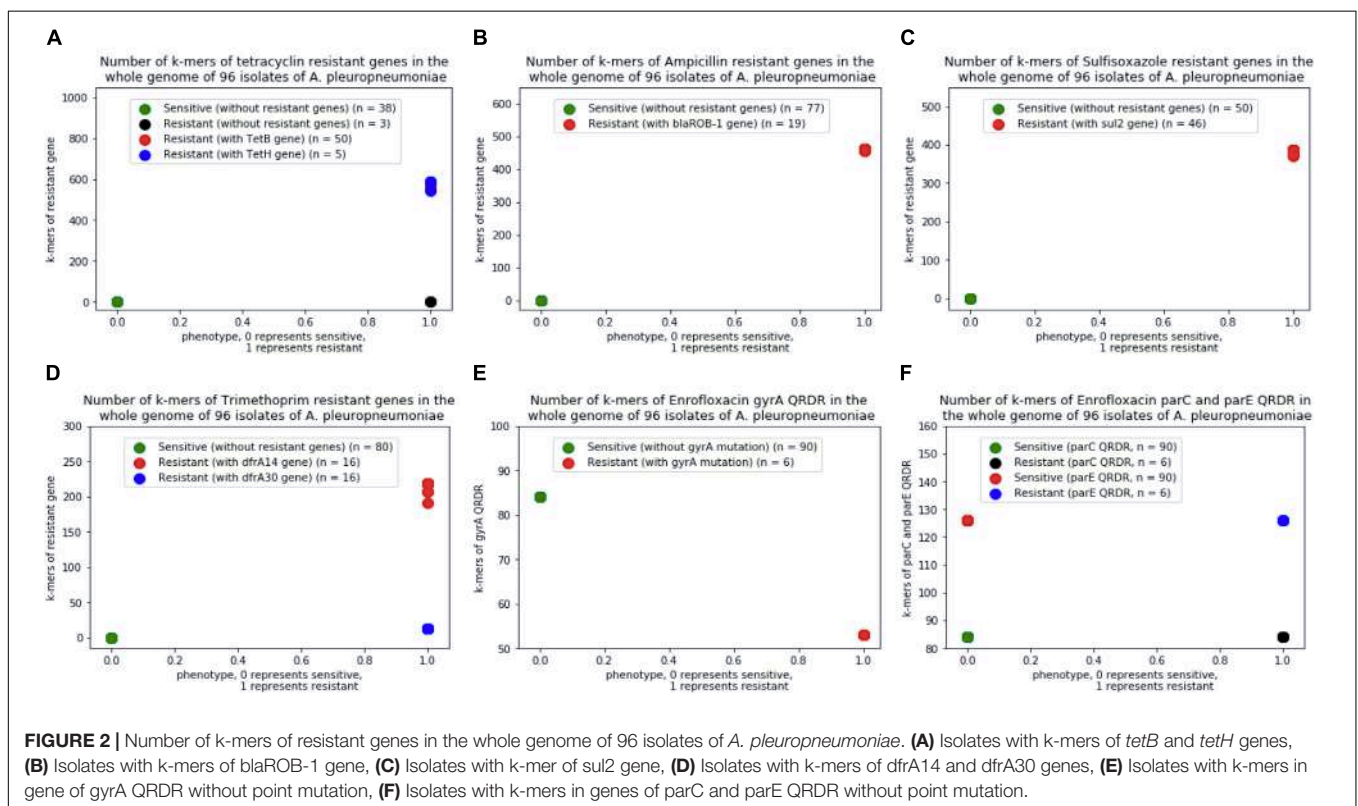 A
Number of k-mers of tetracyclin resistant genes in the
whole genome of 96 isolates of A. pleuropneumoniae
1000
800
600
400
200
0
k-mers of resistant gene
Sensitive (without resistant genes) (n = 38)
Resistant (without resistant genes) (n = 3)
Resistant (with TetB gene) (n = 50)
Resistant (with TetH gene) (n = 5)
0.0 0.2 0.4 0.6 0.8 1.0
phenotype, 0 represents sensitive,
1 represents resistant
B
Number of k-mers of Ampicillin resistant genes in the
whole genome of 96 isolates of A. pleuropneumoniae
600
500
400
300
200
100
0
k-mers of resistant gene
Sensitive (without resistant genes) (n = 77)
Resistant (with blaROB-1 gene) (n = 19)
0.0 0.2 0.4 0.6 0.8 1.0
phenotype, 0 represents sensitive,
1 represents resistant
C
Number of k-mers of Sulfisoxazole resistant genes in the
whole genome of 96 isolates of A. pleuropneumoniae
500
400
300
200
100
0
k-mers of resistant gene
Sensitive (without resistant genes) (n = 50)
Resistant (with sul2 gene) (n = 46)
0.0 0.2 0.4 0.6 0.8 1.0
phenotype, 0 represents sensitive,
1 represents resistant
D
Number of k-mers of Trimethoprim resistant genes in the
whole genome of 96 isolates of A. pleuropneumoniae
300
250
200
150
100
50
0
k-mers of resistant gene
Sensitive (without resistant genes) (n = 80)
Resistant (with dfrA14 gene) (n = 16)
Resistant (with dfrA30 gene) (n = 16)
0.0 0.2 0.4 0.6 0.8 1.0
phenotype, 0 represents sensitive,
1 represents resistant
E
Number of k-mers of Enrofloxacin gyrA QRDR in the
whole genome of 96 isolates of A. pleuropneumoniae
100
90
80
70
60
50
k-mers of gyrA QRDR
Sensitive (without gyrA mutation) (n = 90)
Resistant (with gyrA mutation) (n = 6)
0.0 0.2 0.4 0.6 0.8 1.0
phenotype, 0 represents sensitive,
1 represents resistant
F
Number of k-mers of Enrofloxacin parC and parE QRDR in
the whole genome of 96 isolates of A. pleuropneumoniae
160
150
140
130
120
110
100
90
80
k-mers of parC and parE QRDR
Sensitive (parC QRDR, n = 90)
Resistant (parC QRDR, n = 6)
Sensitive (parE QRDR, n = 90)
Resistant (parE QRDR, n = 6)
0.0 0.2 0.4 0.6 0.8 1.0
phenotype, 0 represents sensitive,
1 represents resistant
FIGURE 2 | Number of k-mers of resistant genes in the whole genome of 96 isolates of A. pleuropneumoniae. (A) Isolates with k-mers of tetB and tetH genes,
(B) Isolates with k-mers of blaROB-1 gene, (C) Isolates with k-mer of sul2 gene, (D) Isolates with k-mers of dfrA14 and dfrA30 genes, (E) Isolates with k-mers in
gene of gyrA QRDR without point mutation, (F) Isolates with k-mers in genes of parC and parE QRDR without point mutation.